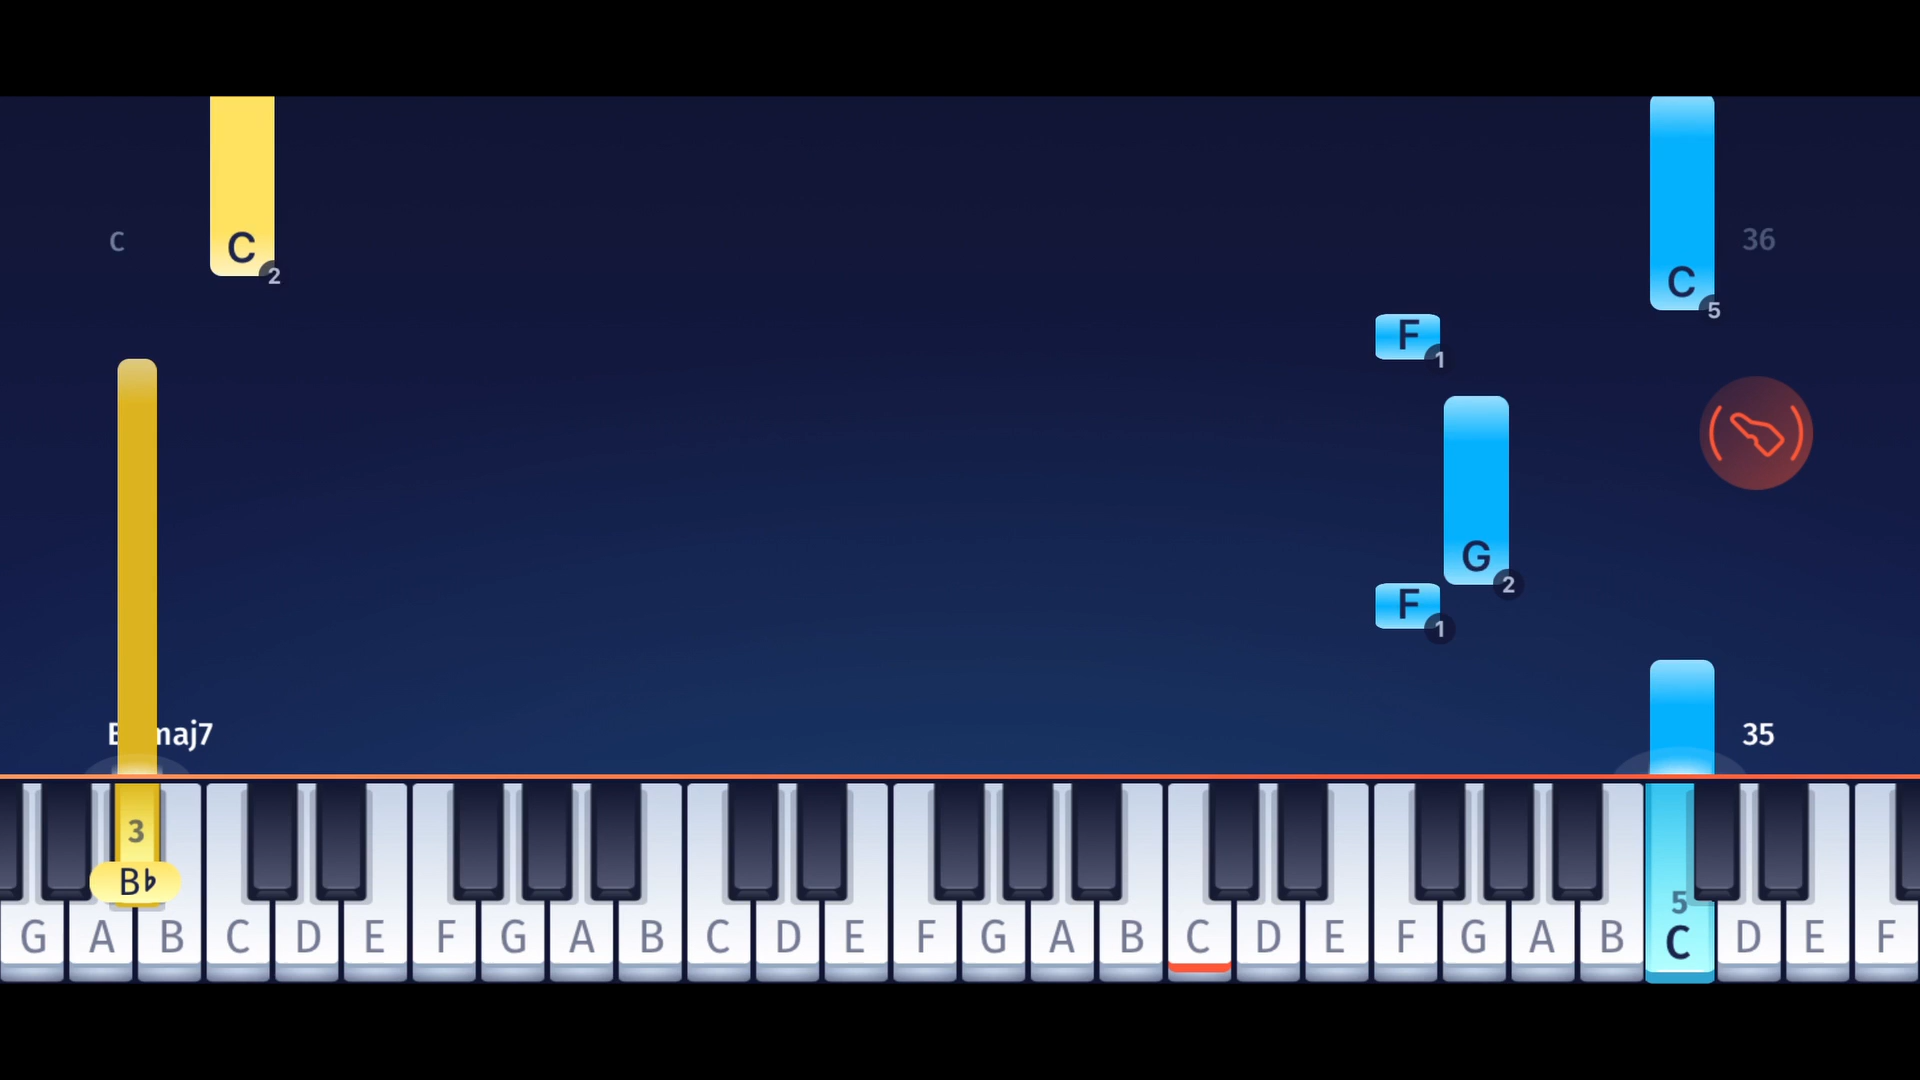 C
2
C
36
5
F
1
G
2
F
1
maj7
35
3
B♭
5
G A B C D E F G A B C D E F G A B C D E F G A B C D E F